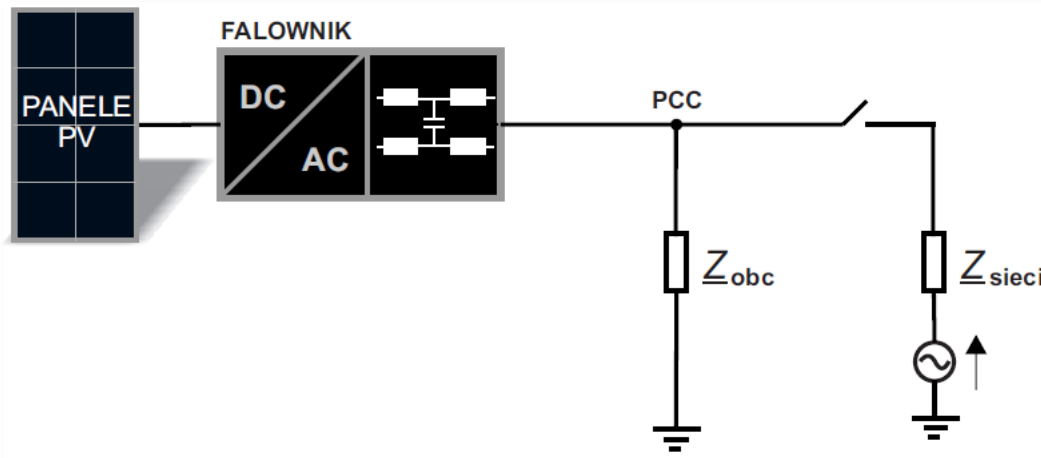 FALOWNIK
PANELE
PV
DC
AC
PCC
Zobc
Zsieci